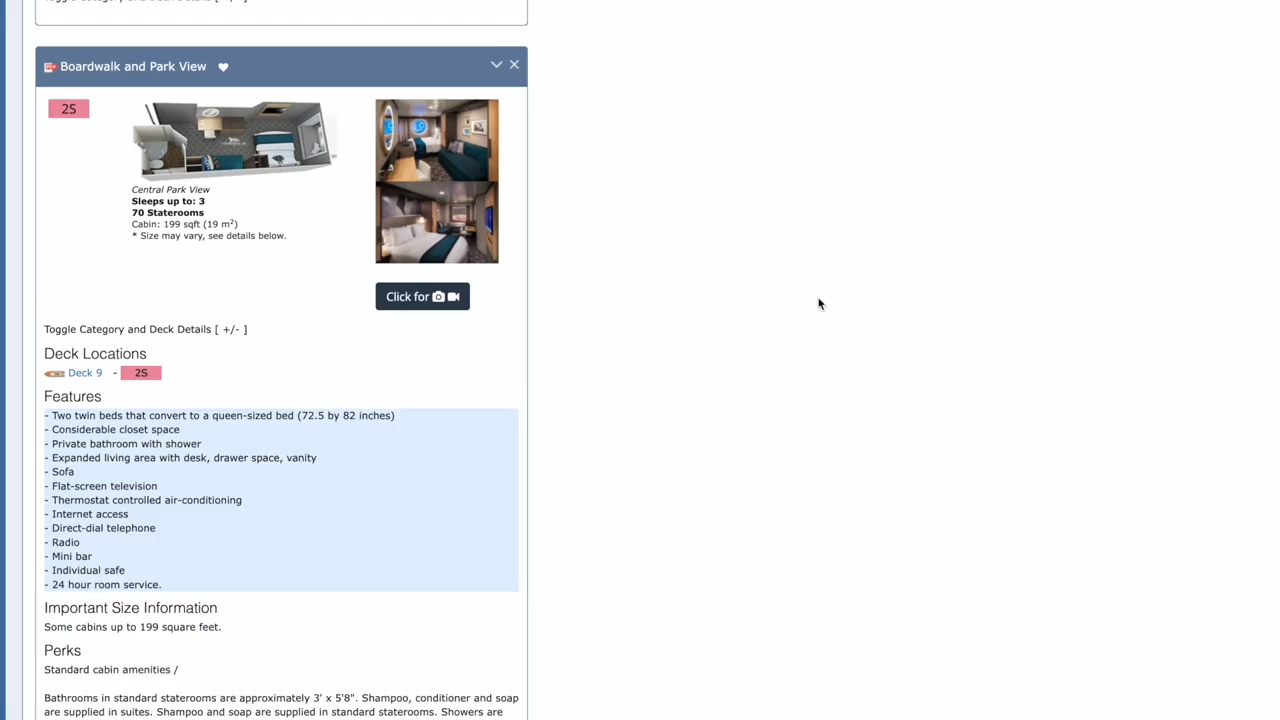 Toggle Category and Deck Details [ +/- ]
Boardwalk and Park View
2S
Central Park View
Sleeps up to: 3
70 Staterooms
Cabin: 199 sqft (19 m²)
* Size may vary, see details below.
Click for
Toggle Category and Deck Details [ +/- ]
Deck Locations
Deck 9 - 2S
Features
- Two twin beds that convert to a queen-sized bed (72.5 by 82 inches)
- Considerable closet space
- Private bathroom with shower
- Expanded living area with desk, drawer space, vanity
- Sofa
- Flat-screen television
- Thermostat controlled air-conditioning
- Internet access
- Direct-dial telephone
- Radio
- Mini bar
- Individual safe
- 24 hour room service.
Important Size Information
Some cabins up to 199 square feet.
Perks
Standard cabin amenities /
Bathrooms in standard staterooms are approximately 3' x 5'8". Shampoo, conditioner and soap
are supplied in suites. Shampoo and soap are supplied in standard staterooms. Showers are